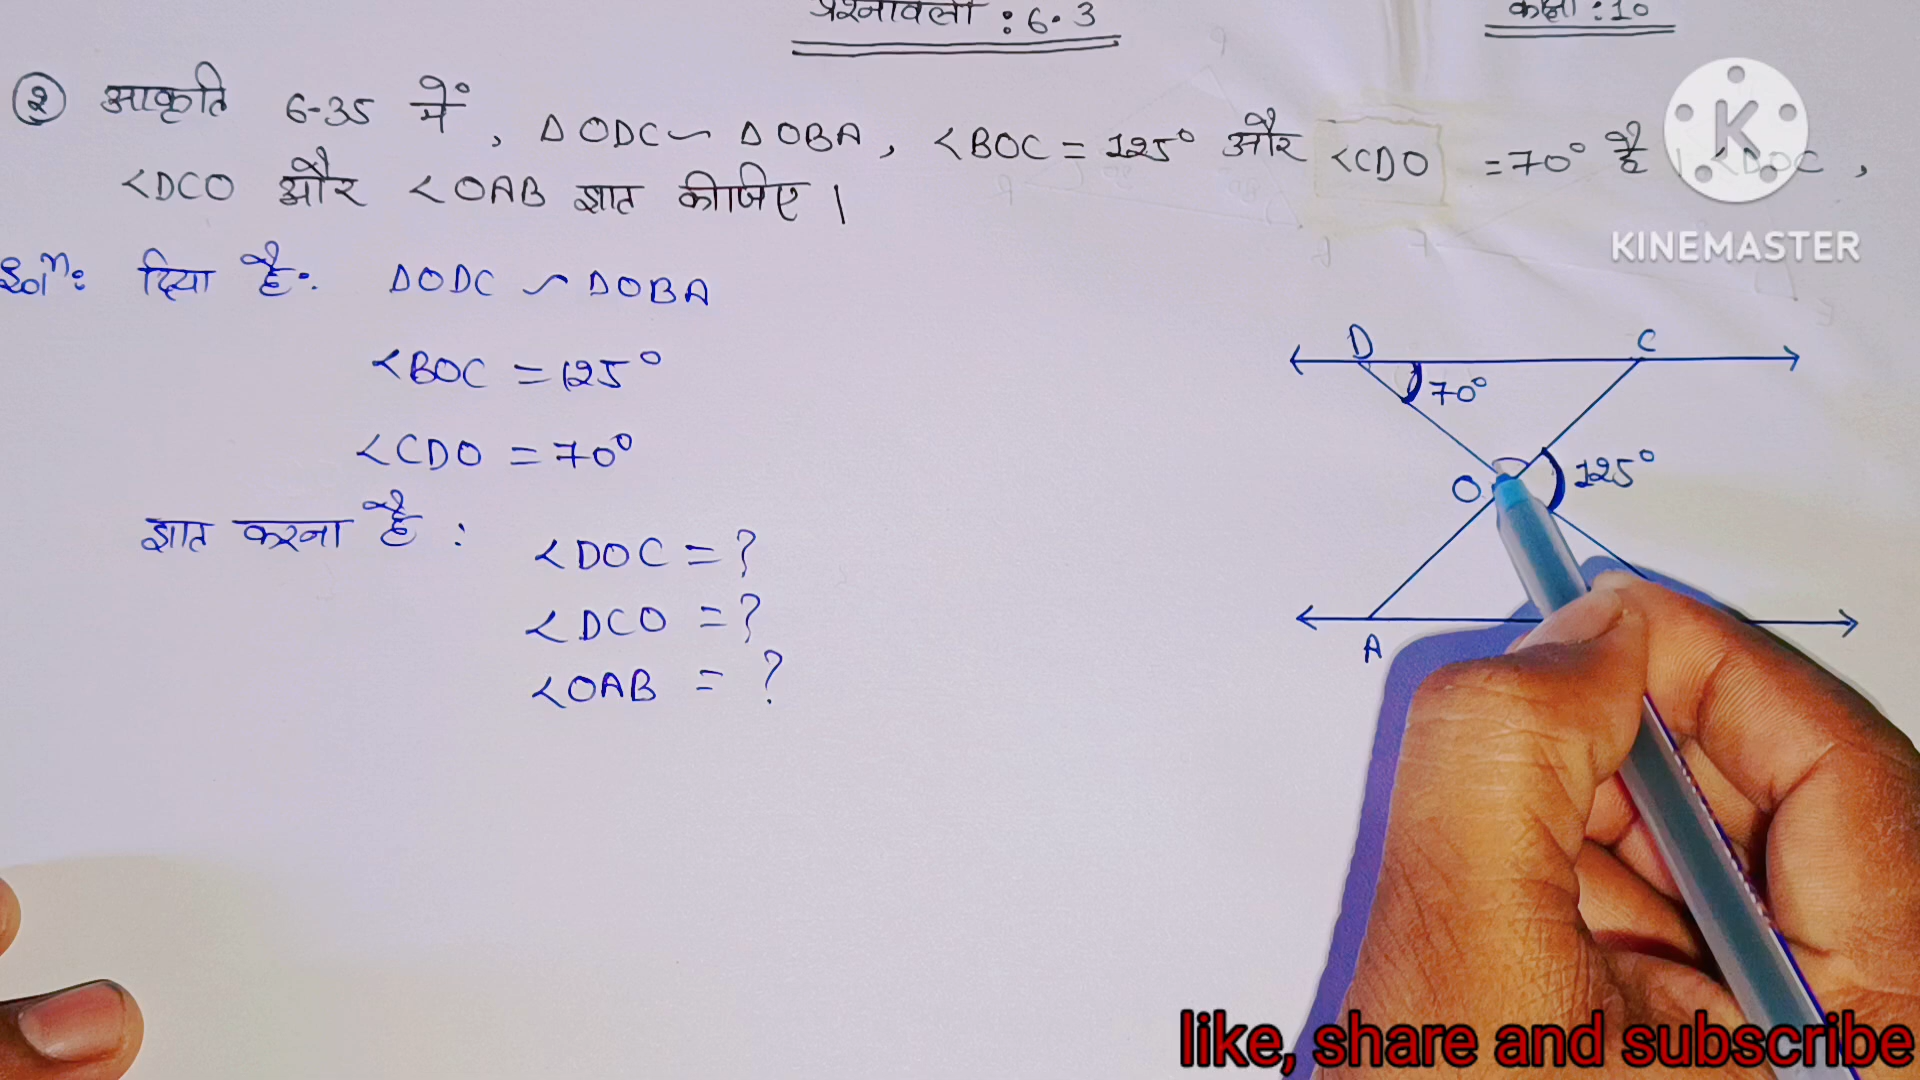 प्रश्नावली : 6.3
कक्षा : 10
② आकृति 6.35 में , ΔODC ~ ΔOBA , <BOC = 125° और <CDO = 70° है । <DOC ,
<DCO और <OAB ज्ञात कीजिए ।
KINEMASTER
Solⁿ: दिया है:- ΔODC ~ ΔOBA
<BOC = 125°
<CDO = 70°
ज्ञात करना है : <DOC = ?
<DCO = ?
<OAB = ?
D C
70°
O 125°
A
like, share and subscribe